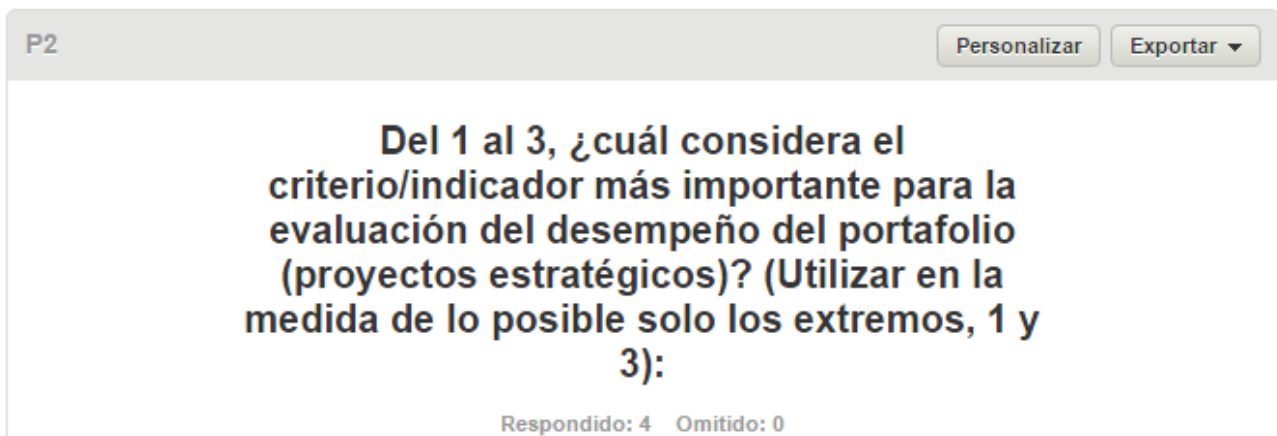 P2
Personalizar
Exportar
Del 1 al 3, ¿cuál considera el
criterio/indicador más importante para la
evaluación del desempeño del portafolio
(proyectos estratégicos)? (Utilizar en la
medida de lo posible solo los extremos, 1 y
3):
Respondido: 4 Omitido: 0